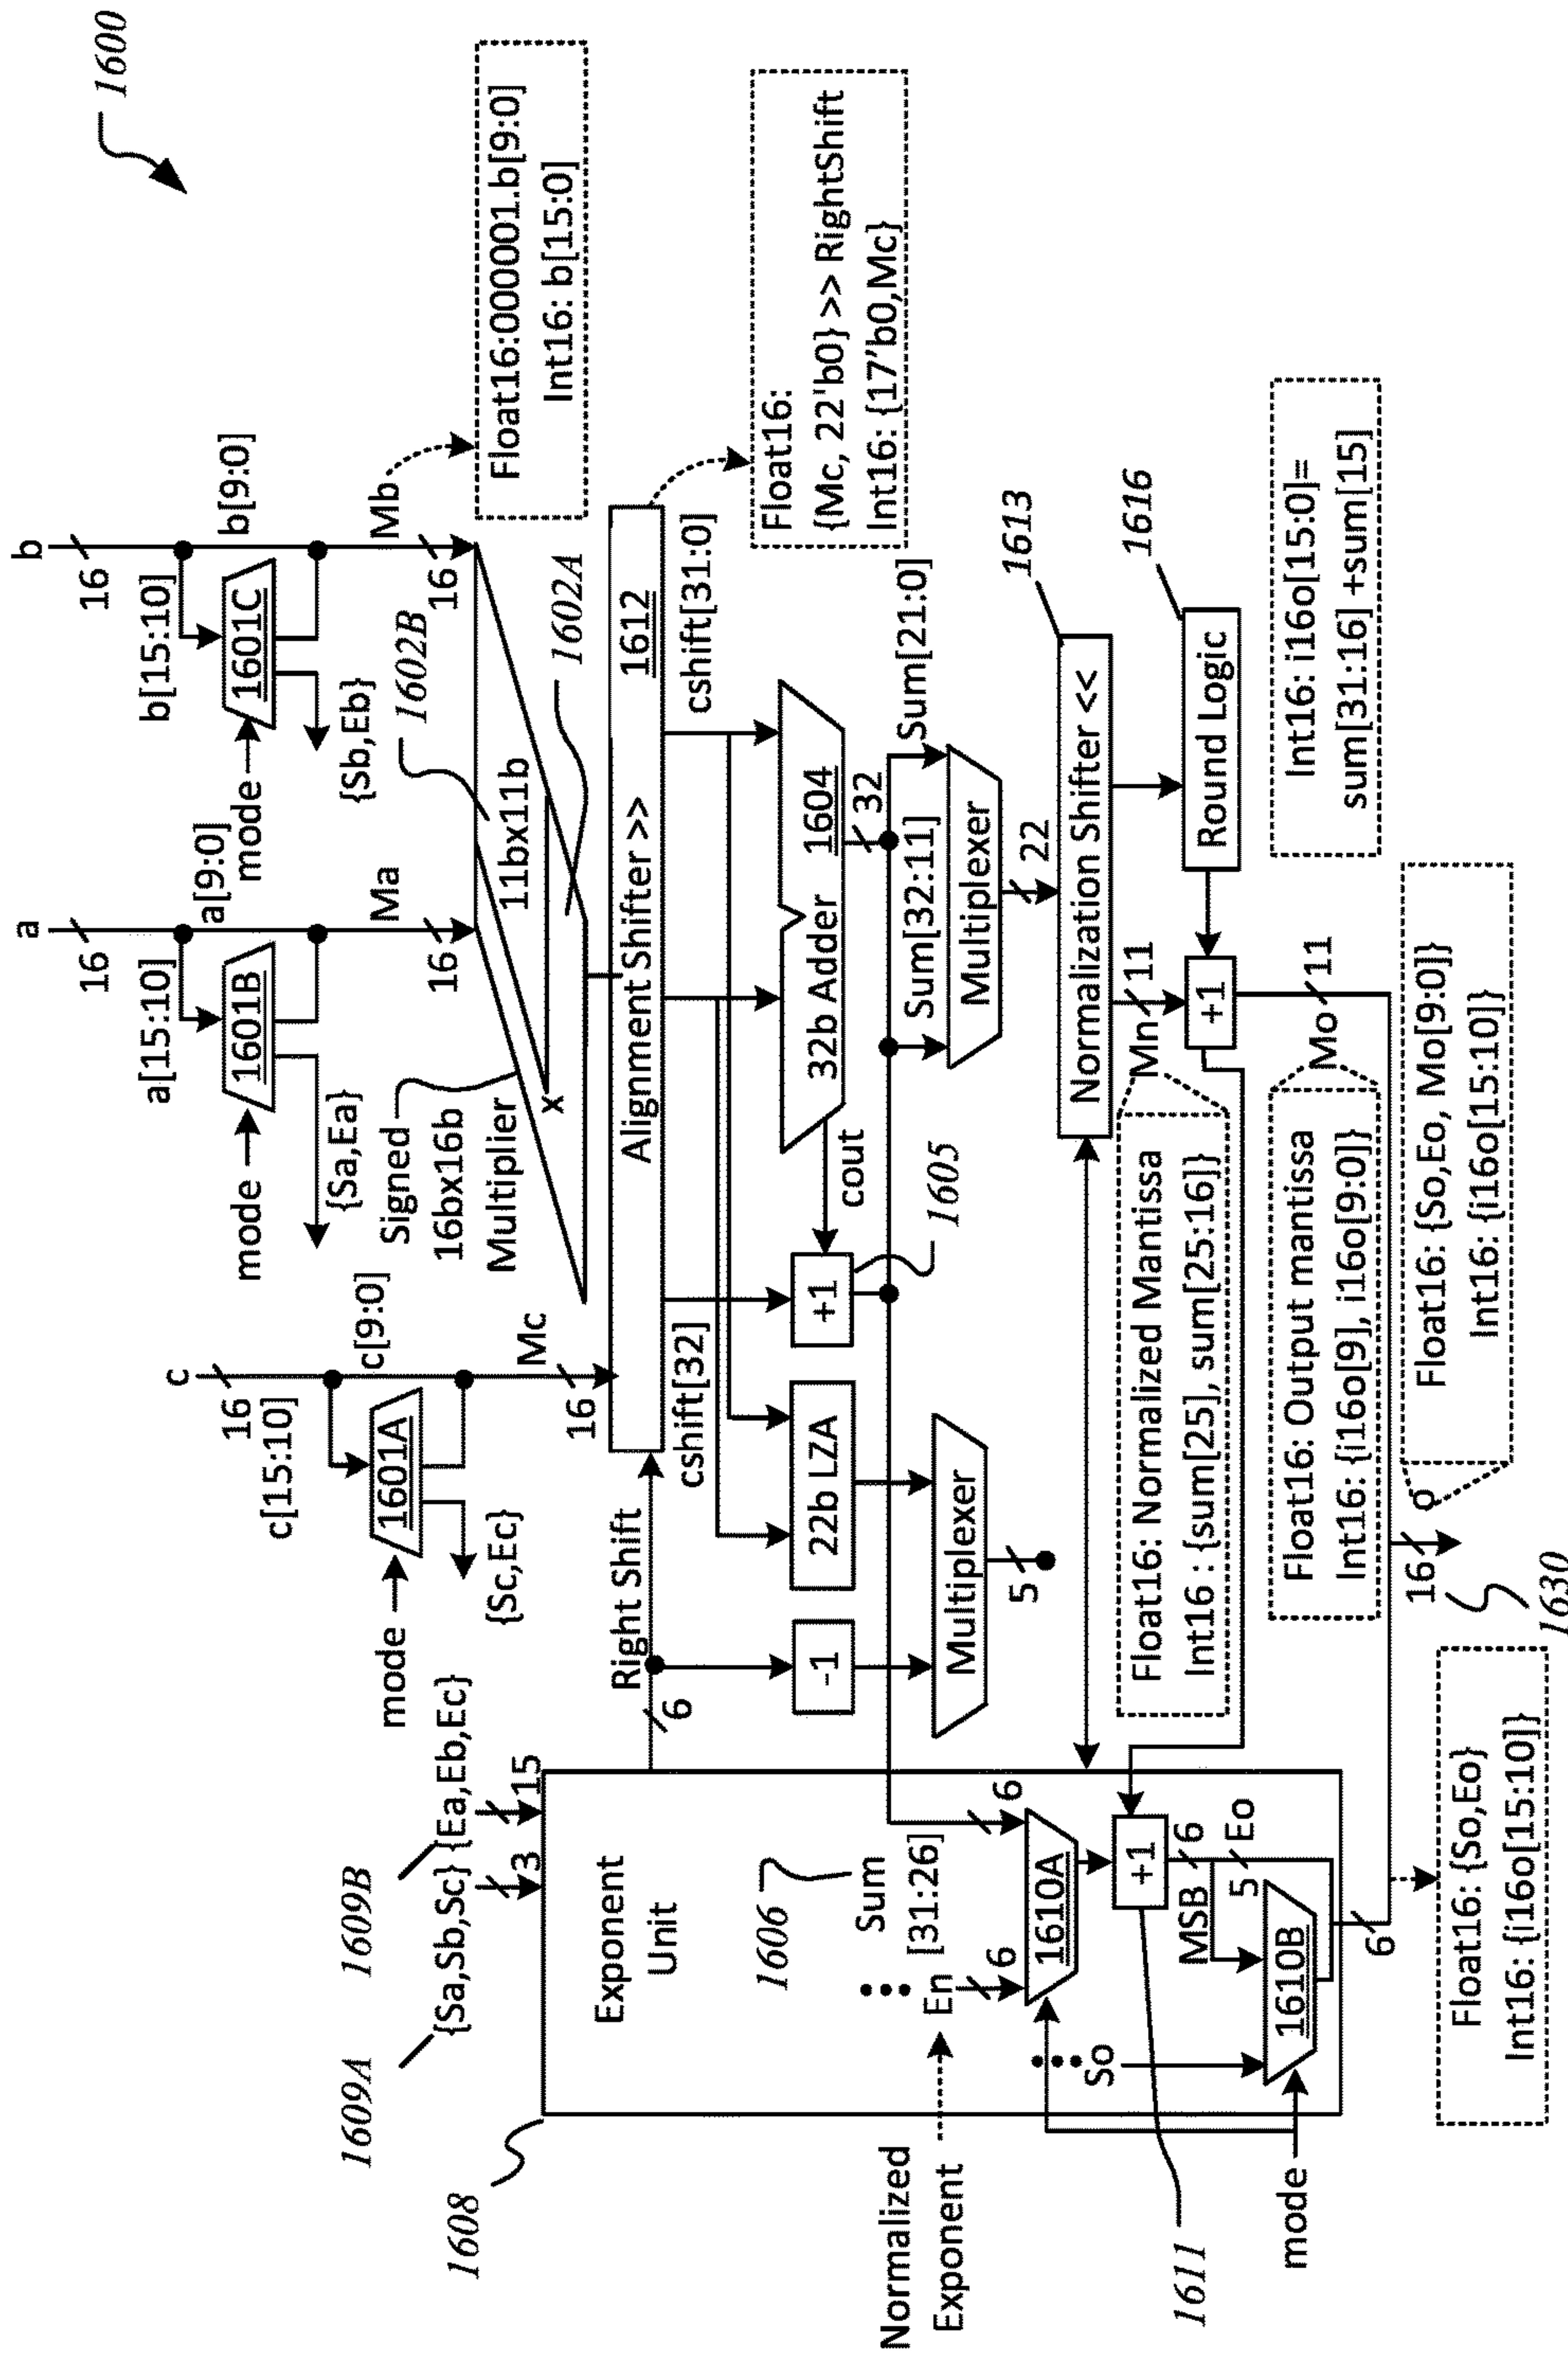 1600
c
a
b
16
16
16
c[15:10]
c[9:0]
a[15:10]
a[9:0]
b[15:10]
b[9:0]
mode
1601A
mode
1601B
mode
1601C
{Sc,Ec}
{Sa,Ea}
{Sb,Eb}
Mc
Ma
Mb
16
16
16
Float16:000001.b[9:0]
Int16: b[15:0]
Signed
16bx16b
Multiplier
x
11bx11b
1602B
1602A
1609A
1609B
{Sa,Sb,Sc}
{Ea,Eb,Ec}
3
15
1608
Exponent
Unit
Right Shift
6
Alignment Shifter >>
1612
Float16:
{Mc, 22'b0} >> RightShift
Int16: {17'b0,Mc}
cshift[32]
cshift[31:0]
-1
22b LZA
+1
cout
32b Adder
1604
32
1605
1606
Sum
[31:26]
6
Sum[32:11]
Sum[21:0]
Multiplexer
5
Multiplexer
22
Normalized
Exponent
En
6
1610A
So
+1
1611
MSB
6
5
Eo
1610B
mode
6
Normalization Shifter <<
1613
Mn
11
Float16: Normalized Mantissa
Int16 : {sum[25], sum[25:16]}
+1
Round Logic
1616
Int16: i16o[15:0]=
sum[31:16] +sum[15]
Mo
11
Float16: Output mantissa
Int16: {i16o[9], i16o[9:0]}
16
o
1630
Float16: {So,Eo, Mo[9:0]}
Int16: {i16o[15:10]}
Float16: {So,Eo}
Int16: {i16o[15:10]}